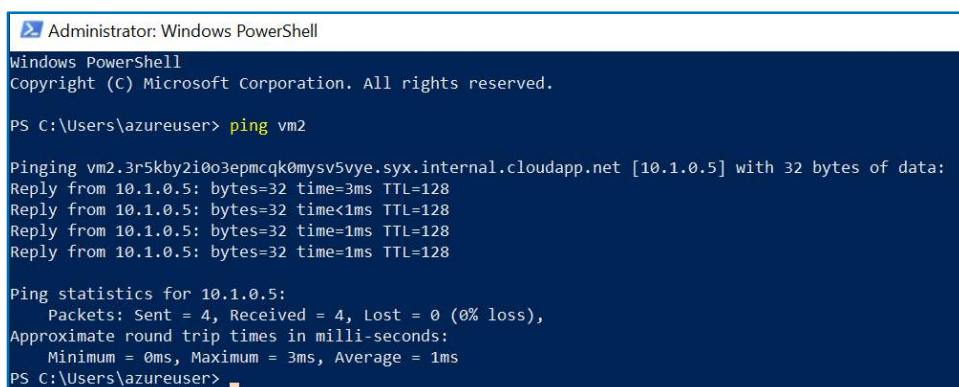 Administrator: Windows PowerShell
Windows PowerShell
Copyright (C) Microsoft Corporation. All rights reserved.
PS C:\Users\azureuser> ping vm2
Pinging vm2.3r5kby2i0o3epmcqk0mysv5vye.syx.internal.cloudapp.net [10.1.0.5] with 32 bytes of data:
Reply from 10.1.0.5: bytes=32 time=3ms TTL=128
Reply from 10.1.0.5: bytes=32 time<1ms TTL=128
Reply from 10.1.0.5: bytes=32 time=1ms TTL=128
Reply from 10.1.0.5: bytes=32 time=1ms TTL=128
Ping statistics for 10.1.0.5:
    Packets: Sent = 4, Received = 4, Lost = 0 (0% loss),
Approximate round trip times in milli-seconds:
    Minimum = 0ms, Maximum = 3ms, Average = 1ms
PS C:\Users\azureuser> _